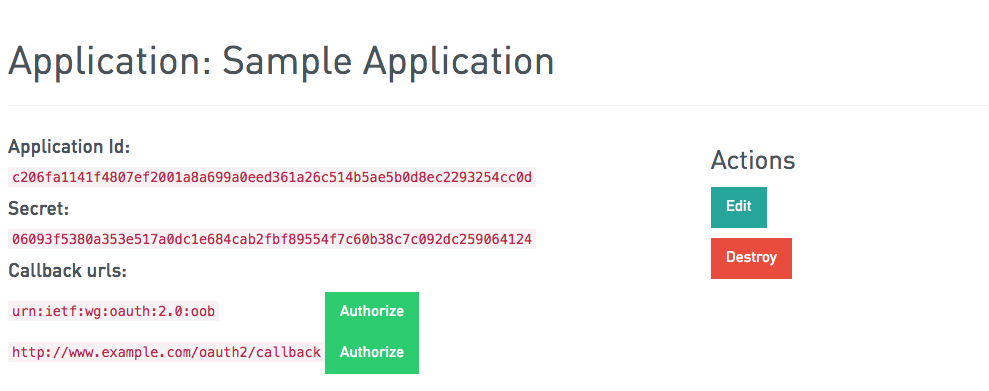 Application: Sample Application
Application Id:
c206fa1141f4807ef2001a8a699a0eed361a26c514b5ae5b0d8ec2293254cc0d
Secret:
06093f5380a353e517a0dc1e684cab2fbf89554f7c60b38c7c092dc259064124
Callback urls:
urn:ietf:wg:oauth:2.0:oob Authorize
http://www.example.com/oauth2/callback Authorize
Actions
Edit
Destroy